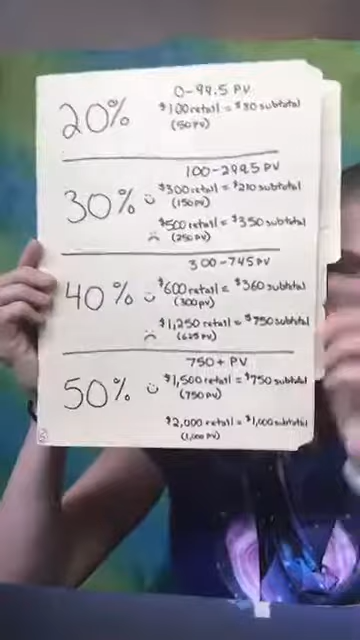 20%
0-99.5 PV
$100 retail = $80 subtotal
(50 PV)
30%
100-299.5 PV
$300 retail = $210 subtotal
(150 PV)
$500 retail = $350 subtotal
(250 PV)
40%
300-745 PV
$600 retail = $360 subtotal
(300 PV)
$1,250 retail = $750 subtotal
(625 PV)
50%
750+ PV
$1,500 retail = $750 subtotal
(750 PV)
$2,000 retail = $1,000 subtotal
(1,000 PV)